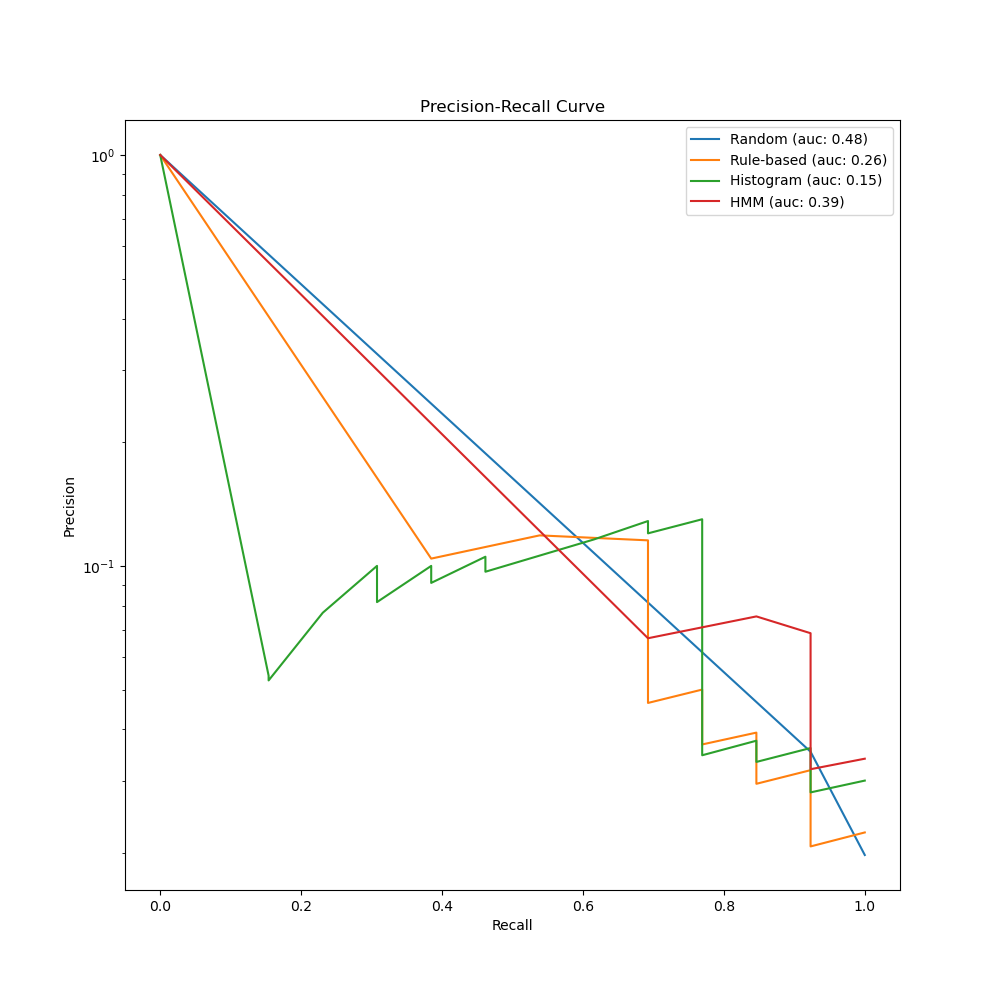 Precision-Recall Curve
Random (auc: 0.48)
Rule-based (auc: 0.26)
Histogram (auc: 0.15)
HMM (auc: 0.39)
10⁰
Precision
10⁻¹
0.0 0.2 0.4 0.6 0.8 1.0
Recall